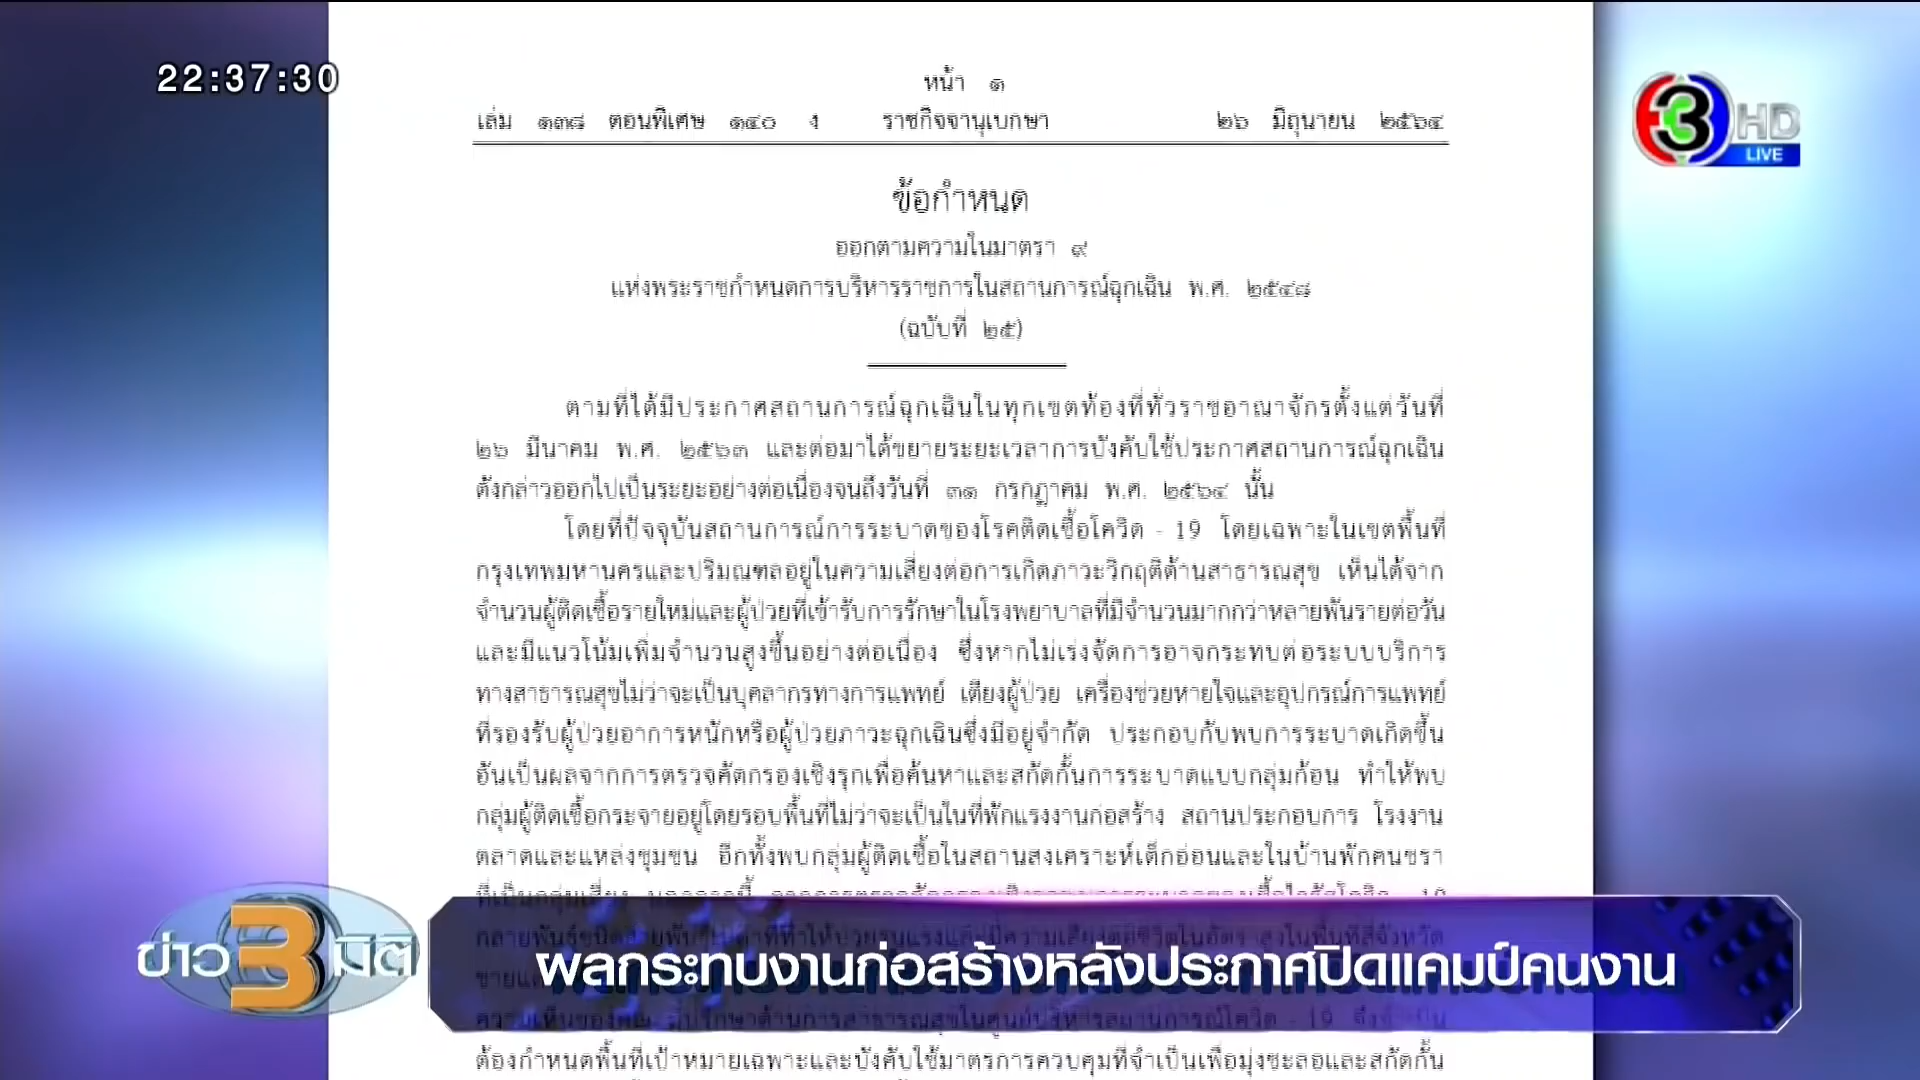 22:37:30
3 HD
LIVE
หน้า ๑
เล่ม ๑๓๘ ตอนพิเศษ ๑๔๐ ง ราชกิจจานุเบกษา ๒๖ มิถุนายน ๒๕๖๔
ข้อกำหนด
ออกตามความในมาตรา ๙
แห่งพระราชกำหนดการบริหารราชการในสถานการณ์ฉุกเฉิน พ.ศ. ๒๕๔๘
(ฉบับที่ ๒๕)
ตามที่ได้มีประกาศสถานการณ์ฉุกเฉินในทุกเขตท้องที่ทั่วราชอาณาจักรตั้งแต่วันที่
๒๖ มีนาคม พ.ศ. ๒๕๖๓ และต่อมาได้ขยายระยะเวลาการบังคับใช้ประกาศสถานการณ์ฉุกเฉิน
ดังกล่าวออกไปเป็นระยะอย่างต่อเนื่องจนถึงวันที่ ๓๑ กรกฎาคม พ.ศ. ๒๕๖๔ นั้น
โดยที่ปัจจุบันสถานการณ์การระบาดของโรคติดเชื้อโควิด - 19 โดยเฉพาะในเขตพื้นที่
กรุงเทพมหานครและปริมณฑลอยู่ในความเสี่ยงต่อการเกิดภาวะวิกฤติด้านสาธารณสุข เห็นได้จาก
จำนวนผู้ติดเชื้อรายใหม่และผู้ป่วยที่เข้ารับการรักษาในโรงพยาบาลที่มีจำนวนมากกว่าหลายพันรายต่อวัน
และมีแนวโน้มเพิ่มจำนวนสูงขึ้นอย่างต่อเนื่อง ซึ่งหากไม่เร่งจัดการอาจกระทบต่อระบบบริการ
ทางสาธารณสุขไม่ว่าจะเป็นบุคลากรทางการแพทย์ เตียงผู้ป่วย เครื่องช่วยหายใจและอุปกรณ์การแพทย์
ที่รองรับผู้ป่วยอาการหนักหรือผู้ป่วยภาวะฉุกเฉินซึ่งมีอยู่จำกัด ประกอบกับพบการระบาดเกิดขึ้น
อันเป็นผลจากการตรวจคัดกรองเชิงรุกเพื่อค้นหาและสกัดกั้นการระบาดแบบกลุ่มก้อน ทำให้พบ
กลุ่มผู้ติดเชื้อกระจายอยู่โดยรอบพื้นที่ไม่ว่าจะเป็นในที่พักแรงงานก่อสร้าง สถานประกอบการ โรงงาน
ตลาดและแหล่งชุมชน อีกทั้งพบกลุ่มผู้ติดเชื้อในสถานสงเคราะห์เด็กอ่อนและในบ้านพักคนชรา
ข่าว 3 มิติ
ผลกระทบงานก่อสร้างหลังประกาศปิดแคมป์คนงาน
ต้องกำหนดพื้นที่เป้าหมายเฉพาะและบังคับใช้มาตรการควบคุมที่จำเป็นเพื่อมุ่งชะลอและสกัดกั้น